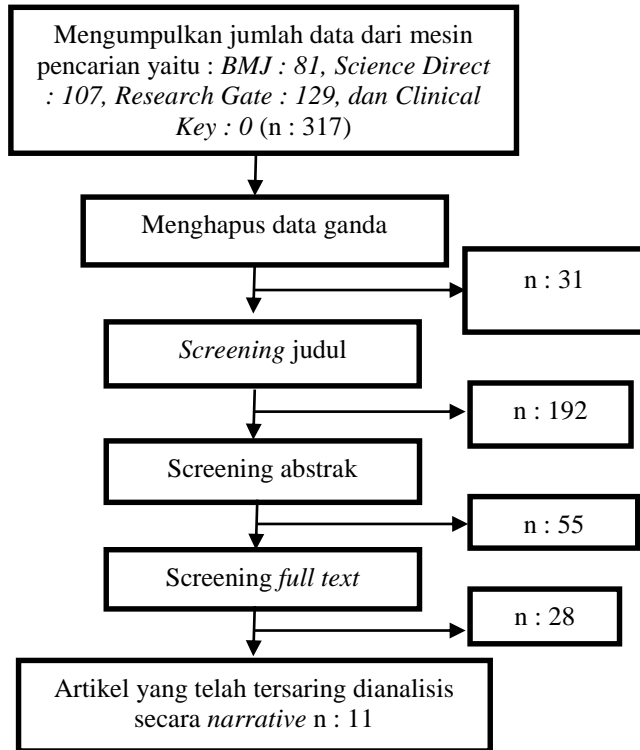 Mengumpulkan jumlah data dari mesin
pencarian yaitu : BMJ : 81, Science Direct
: 107, Research Gate : 129, dan Clinical
Key : 0 (n : 317)
Menghapus data ganda
n : 31
Screening judul
n : 192
Screening abstrak
n : 55
Screening full text
n : 28
Artikel yang telah tersaring dianalisis
secara narrative n : 11